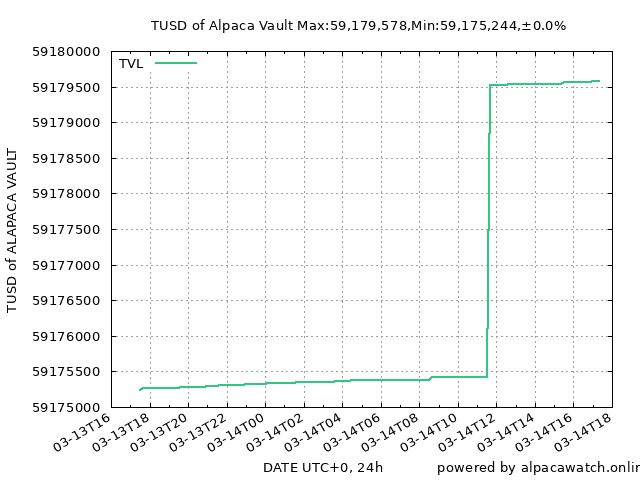 TUSD of Alpaca Vault Max:59,179,578,Min:59,175,244,±0.0%
TVL
59180000
59179500
59179000
59178500
59178000
59177500
59177000
59176500
59176000
59175500
59175000
TUSD of ALAPACA VAULT
03-13T16
03-13T18
03-13T20
03-13T22
03-14T00
03-14T02
03-14T04
03-14T06
03-14T08
03-14T10
03-14T12
03-14T14
03-14T16
03-14T18
DATE UTC+0, 24h
powered by alpacawatch.onlin